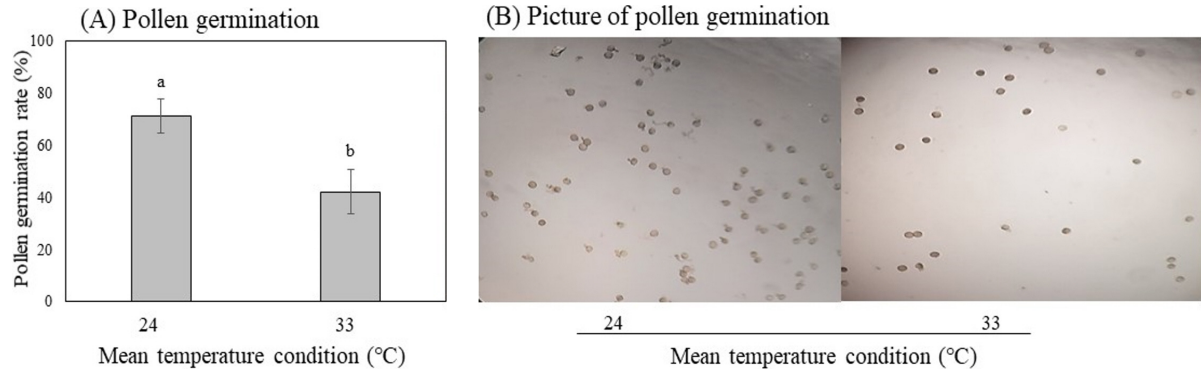 (A) Pollen germination
Pollen germination rate (%)
100
80
60
40
20
0
a
b
24
33
Mean temperature condition (℃)
(B) Picture of pollen germination
24
33
Mean temperature condition (℃)